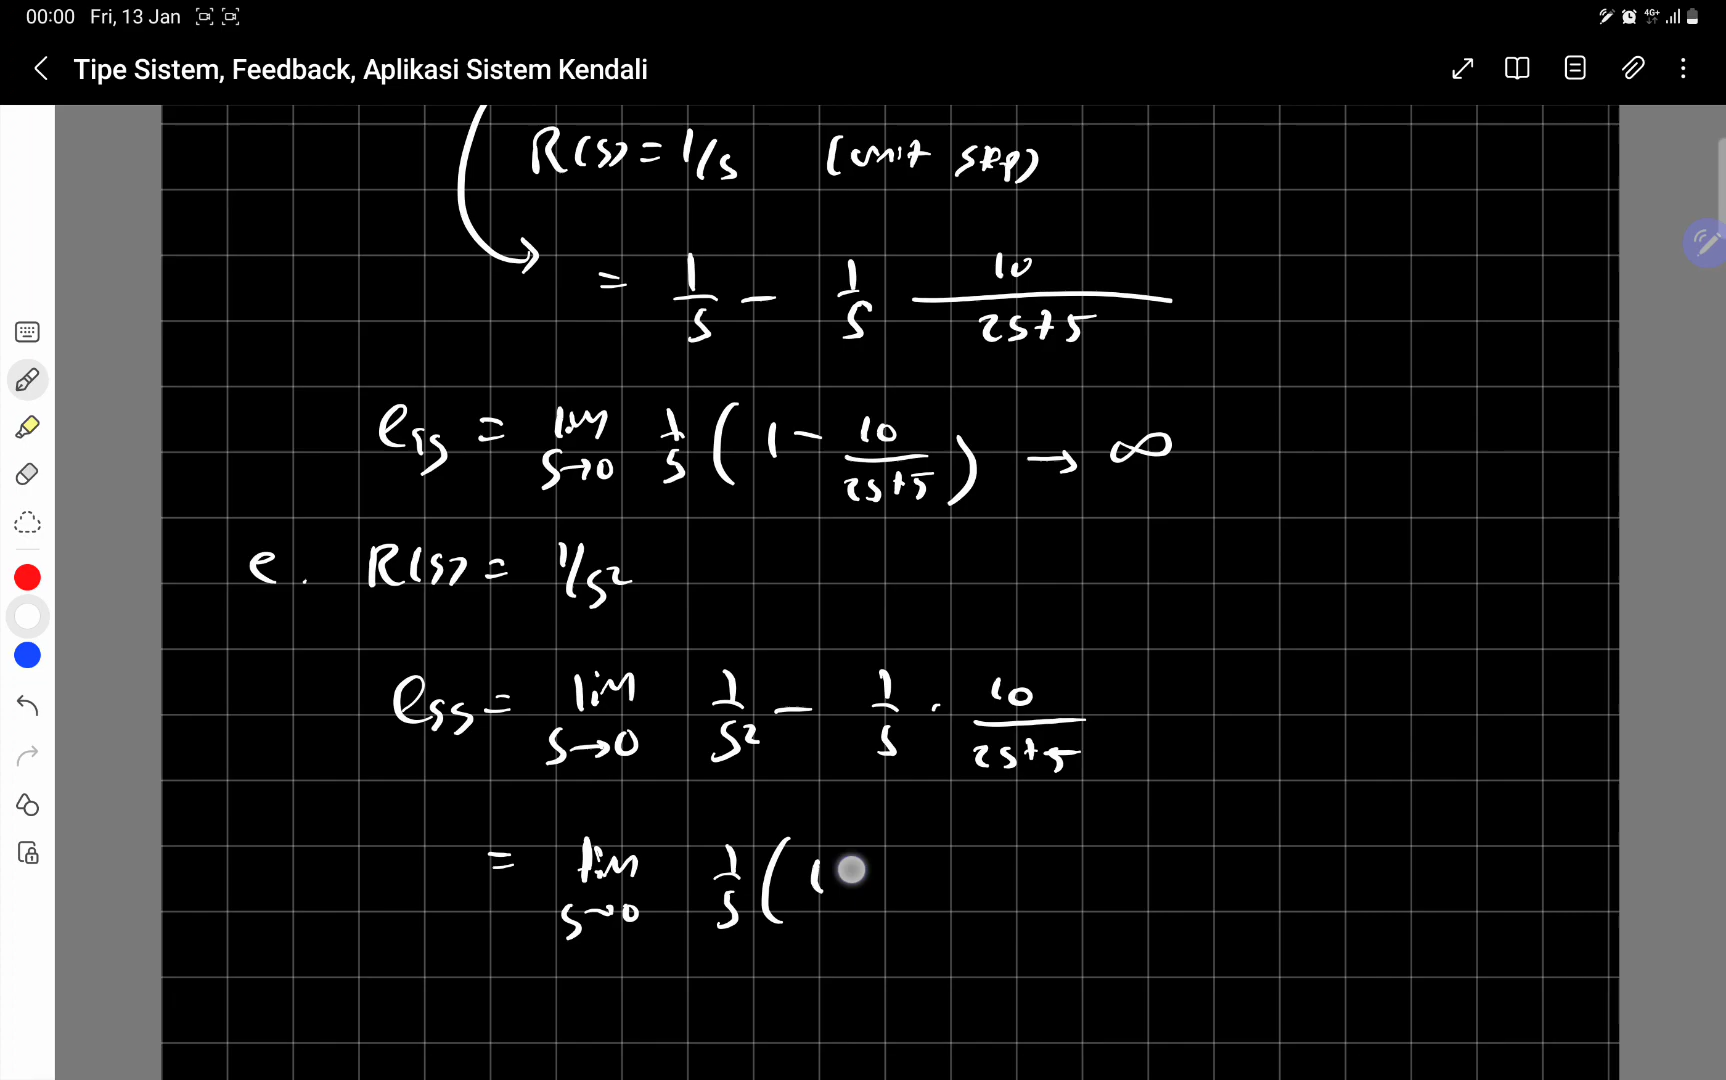 00:00 Fri, 13 Jan 4G+
Tipe Sistem, Feedback, Aplikasi Sistem Kendali
R(s) = 1/s (unit step)
= 1/s - 1/s 10/(2s+5)
ess = lim s→0 1/s (1 - 10/(2s+5)) → ∞
e. R(s) = 1/s²
ess = lim s→0 1/s² - 1/s · 10/(2s+5)
= lim s→0 1/s (1